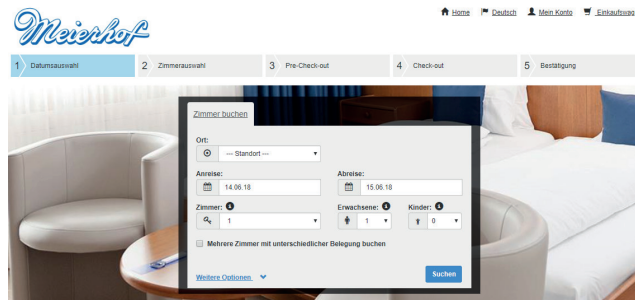 Home Deutsch Mein Konto Einkaufswag
Meierhof
1 Datumsauswahl 2 Zimmerauswahl 3 Pre-Check-out 4 Check-out 5 Bestätigung
Zimmer buchen
Ort:
--- Standort ---
Anreise: Abreise:
14.06.18 15.06.18
Zimmer: Erwachsene: Kinder:
1 1 0
Mehrere Zimmer mit unterschiedlicher Belegung buchen
Weitere Optionen Suchen